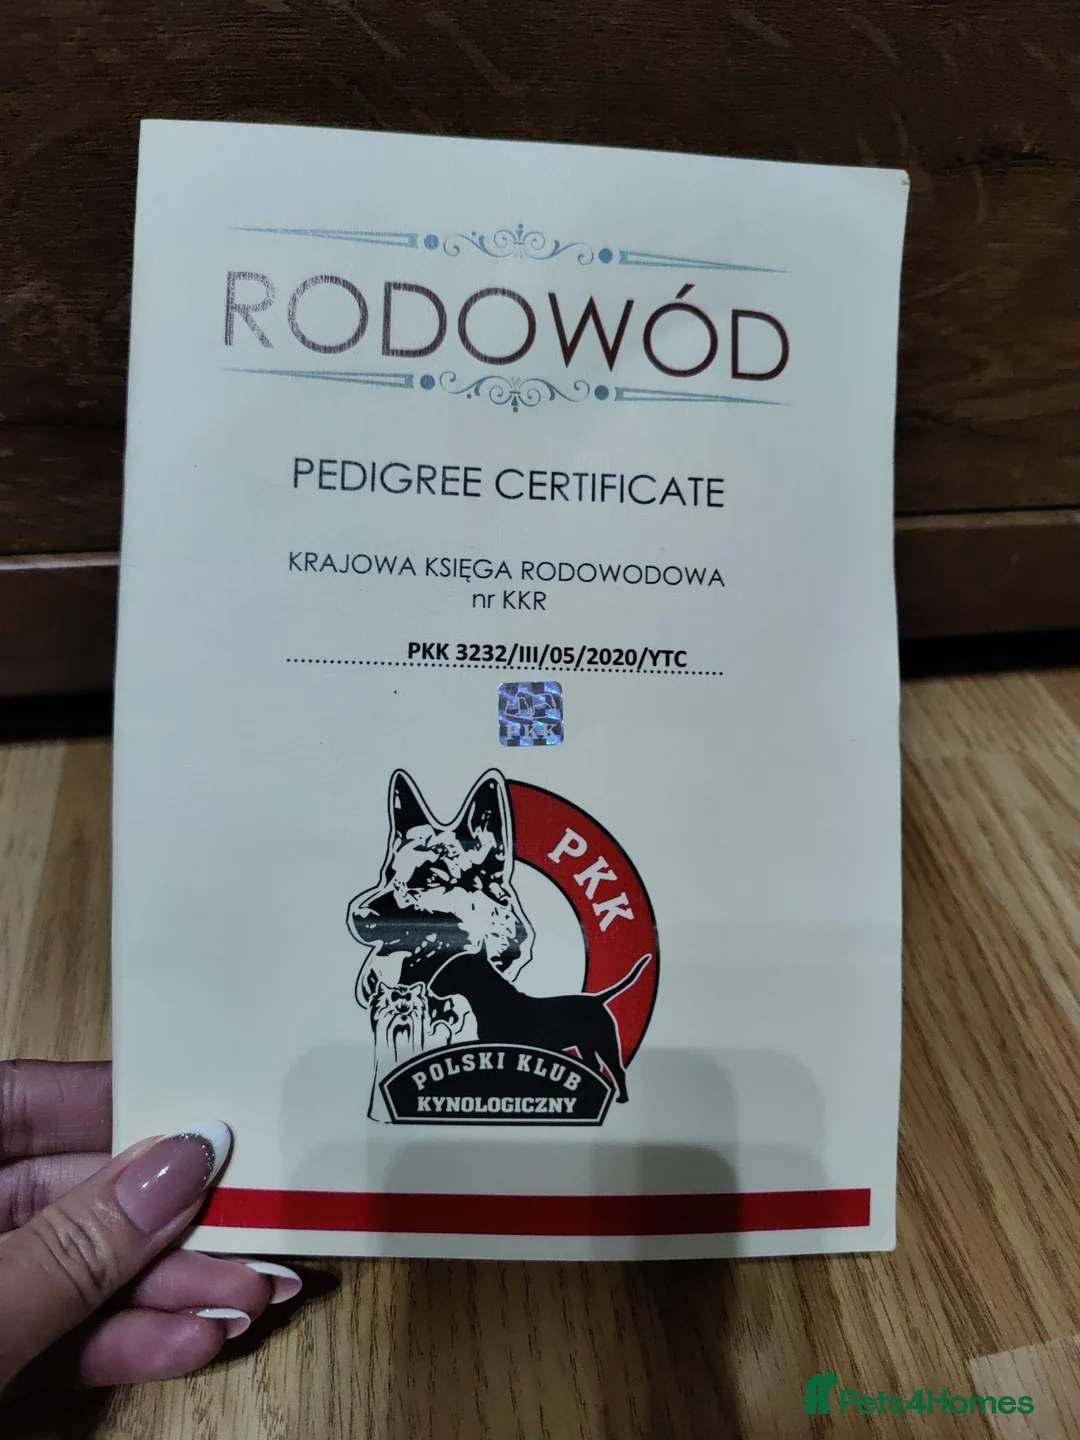 RODOWÓD
PEDIGREE CERTIFICATE
KRAJOWA KSIĘGA RODOWODOWA
nr KKR
PKK 3232/III/05/2020/YTC
PKK
PKK
POLSKI KLUB
KYNOLOGICZNY
Pets4Homes